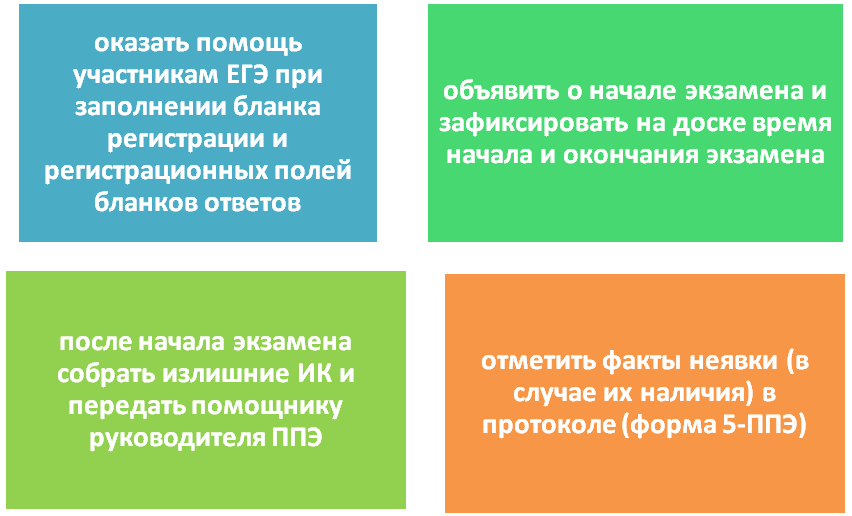 оказать помощь
участникам ЕГЭ при
заполнении бланка
регистрации и
регистрационных полей
бланков ответов
объявить о начале экзамена и
зафиксировать на доске время
начала и окончания экзамена
после начала экзамена
собрать излишние ИК и
передать помощнику
руководителя ППЭ
отметить факты неявки (в
случае их наличия) в
протоколе (форма 5-ППЭ)